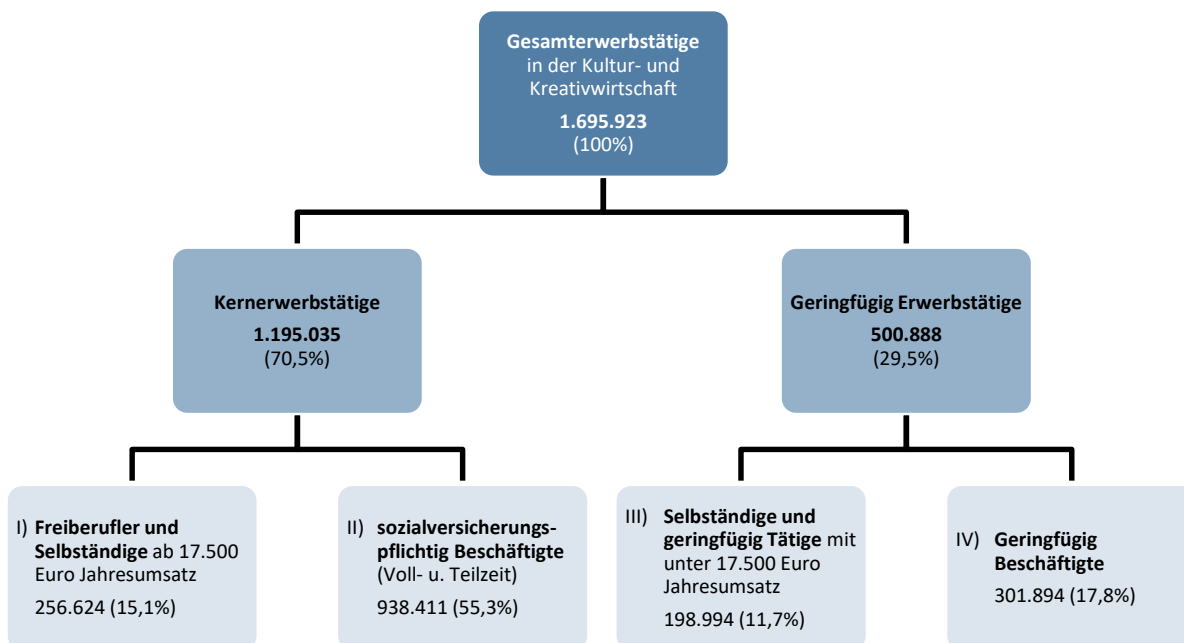 Gesamterwerbstätige
in der Kultur- und
Kreativwirtschaft
1.695.923
(100%)
Kernerwerbstätige
1.195.035
(70,5%)
Geringfügig Erwerbstätige
500.888
(29,5%)
I) Freiberufler und
Selbständige ab 17.500
Euro Jahresumsatz
256.624 (15,1%)
II) sozialversicherungs-
pflichtig Beschäftigte
(Voll- u. Teilzeit)
938.411 (55,3%)
III) Selbständige und
geringfügig Tätige mit
unter 17.500 Euro
Jahresumsatz
198.994 (11,7%)
IV) Geringfügig
Beschäftigte
301.894 (17,8%)